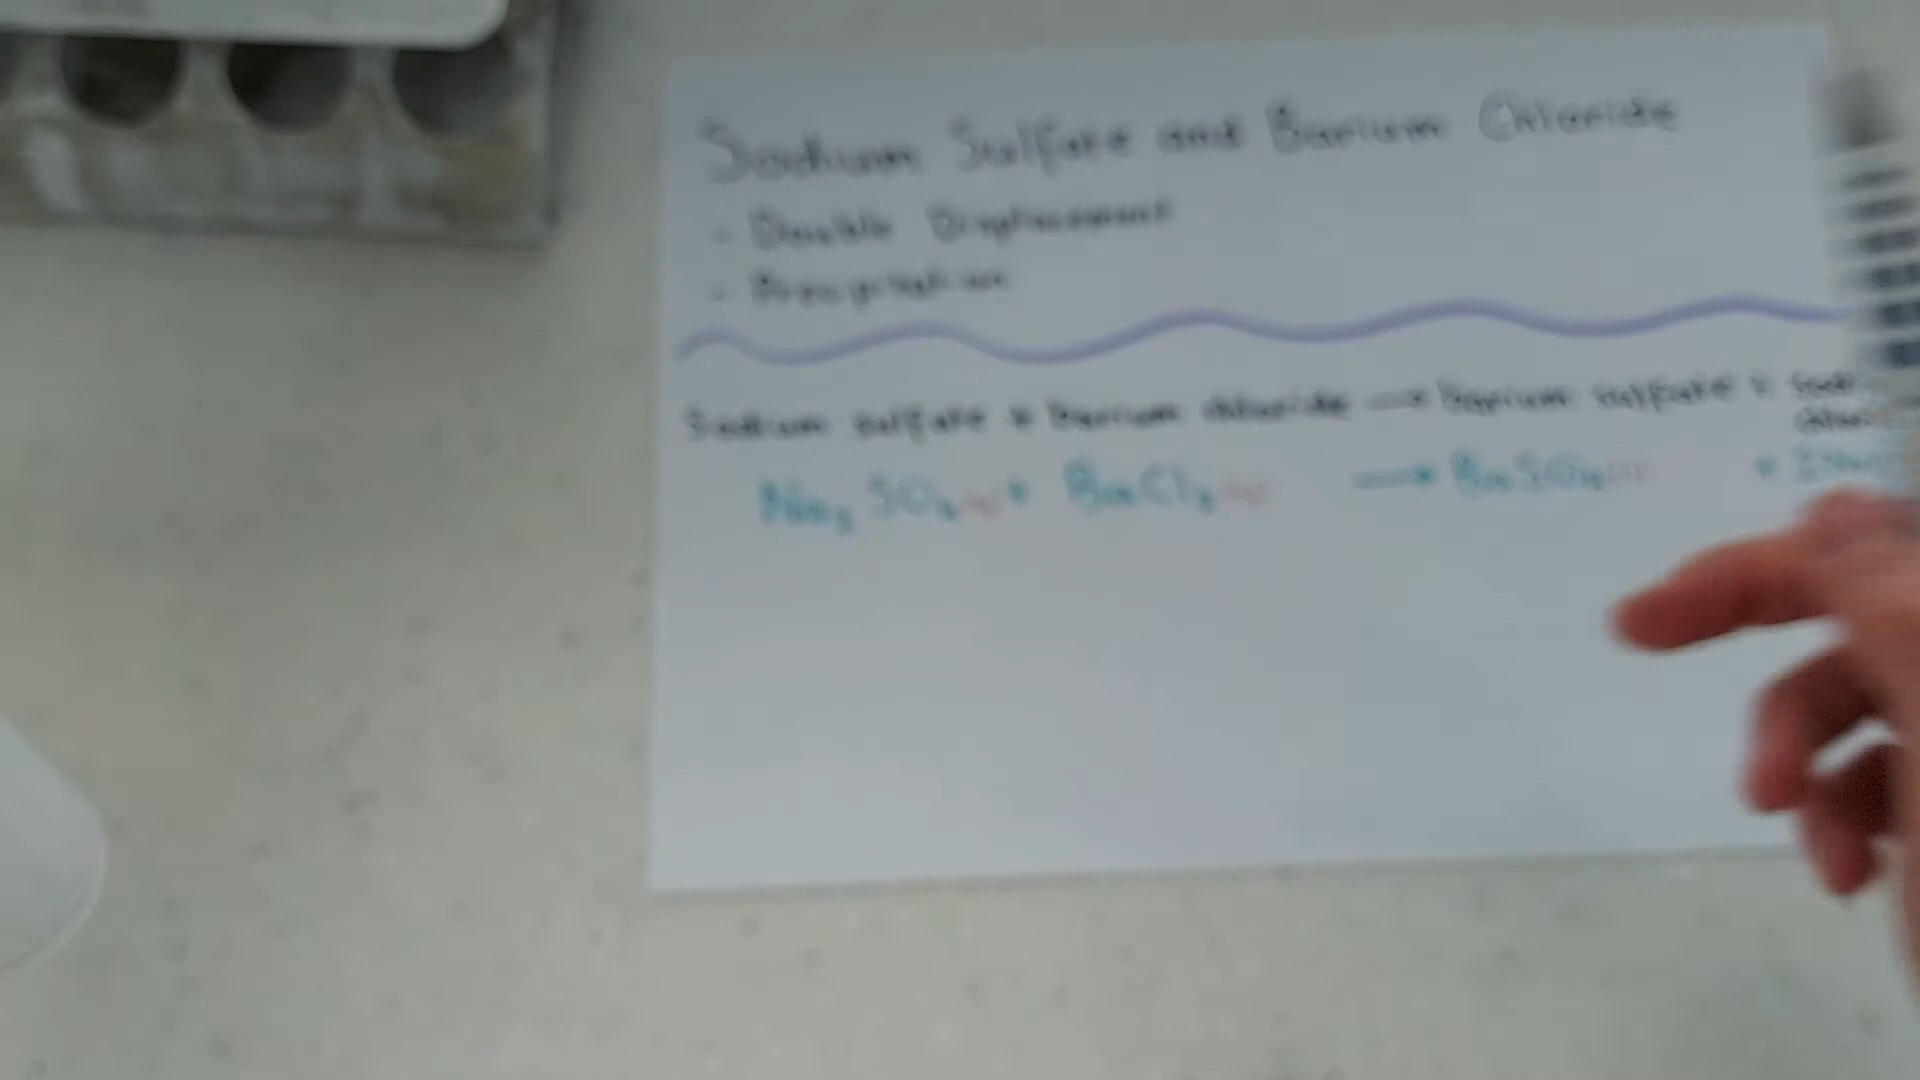 Sodium Sulfate and Barium Chloride
- Double Displacement
- Precipitation
Sodium sulfate + barium chloride → barium sulfate +
Na₂SO₄ + BaCl₂ → BaSO₄ +